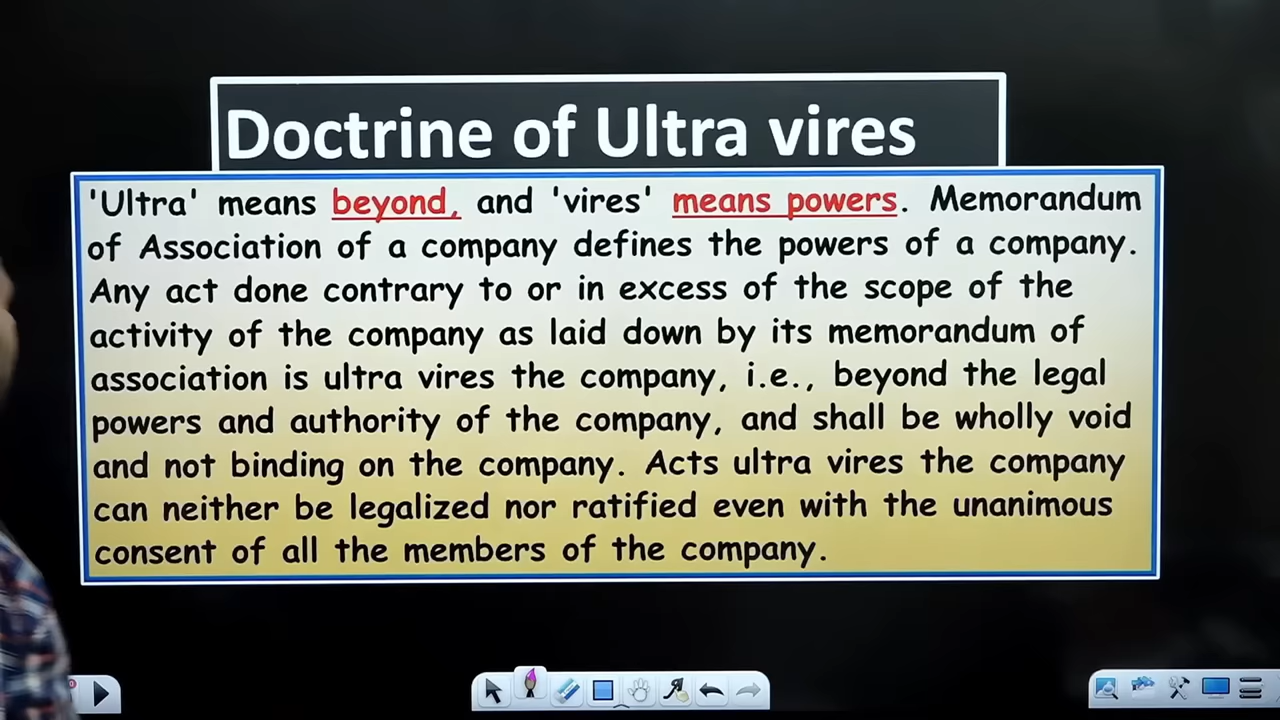 Doctrine of Ultra vires
'Ultra' means beyond, and 'vires' means powers. Memorandum
of Association of a company defines the powers of a company.
Any act done contrary to or in excess of the scope of the
activity of the company as laid down by its memorandum of
association is ultra vires the company, i.e., beyond the legal
powers and authority of the company, and shall be wholly void
and not binding on the company. Acts ultra vires the company
can neither be legalized nor ratified even with the unanimous
consent of all the members of the company.